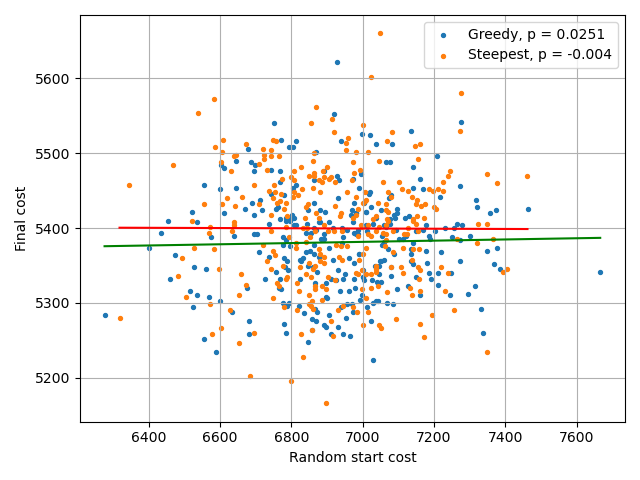 Greedy, p = 0.0251
Steepest, p = -0.004
5600
5500
5400
5300
5200
Final cost
6400 6600 6800 7000 7200 7400 7600
Random start cost